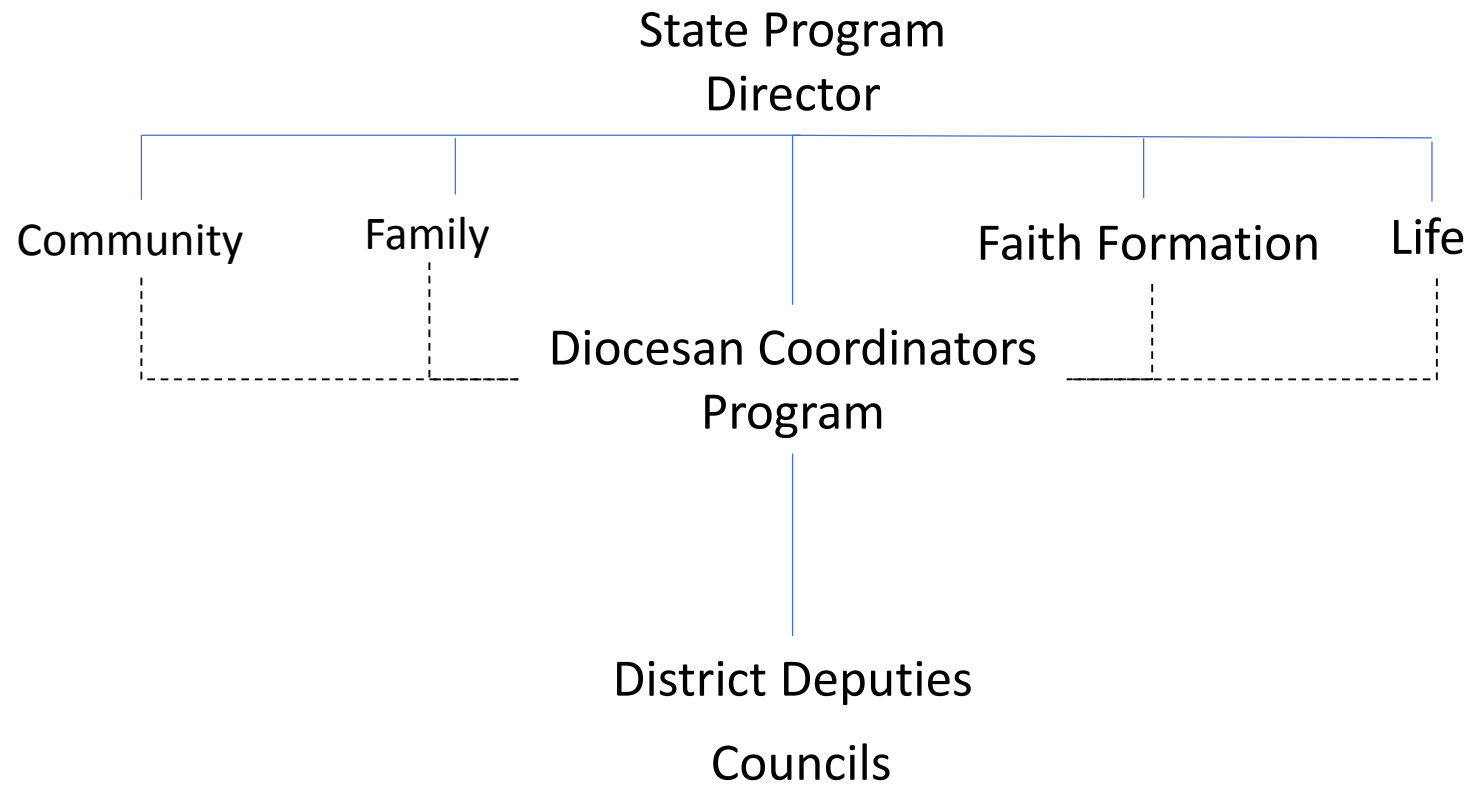 State Program
Director
Community
Family
Faith Formation
Life
Diocesan Coordinators
Program
District Deputies
Councils